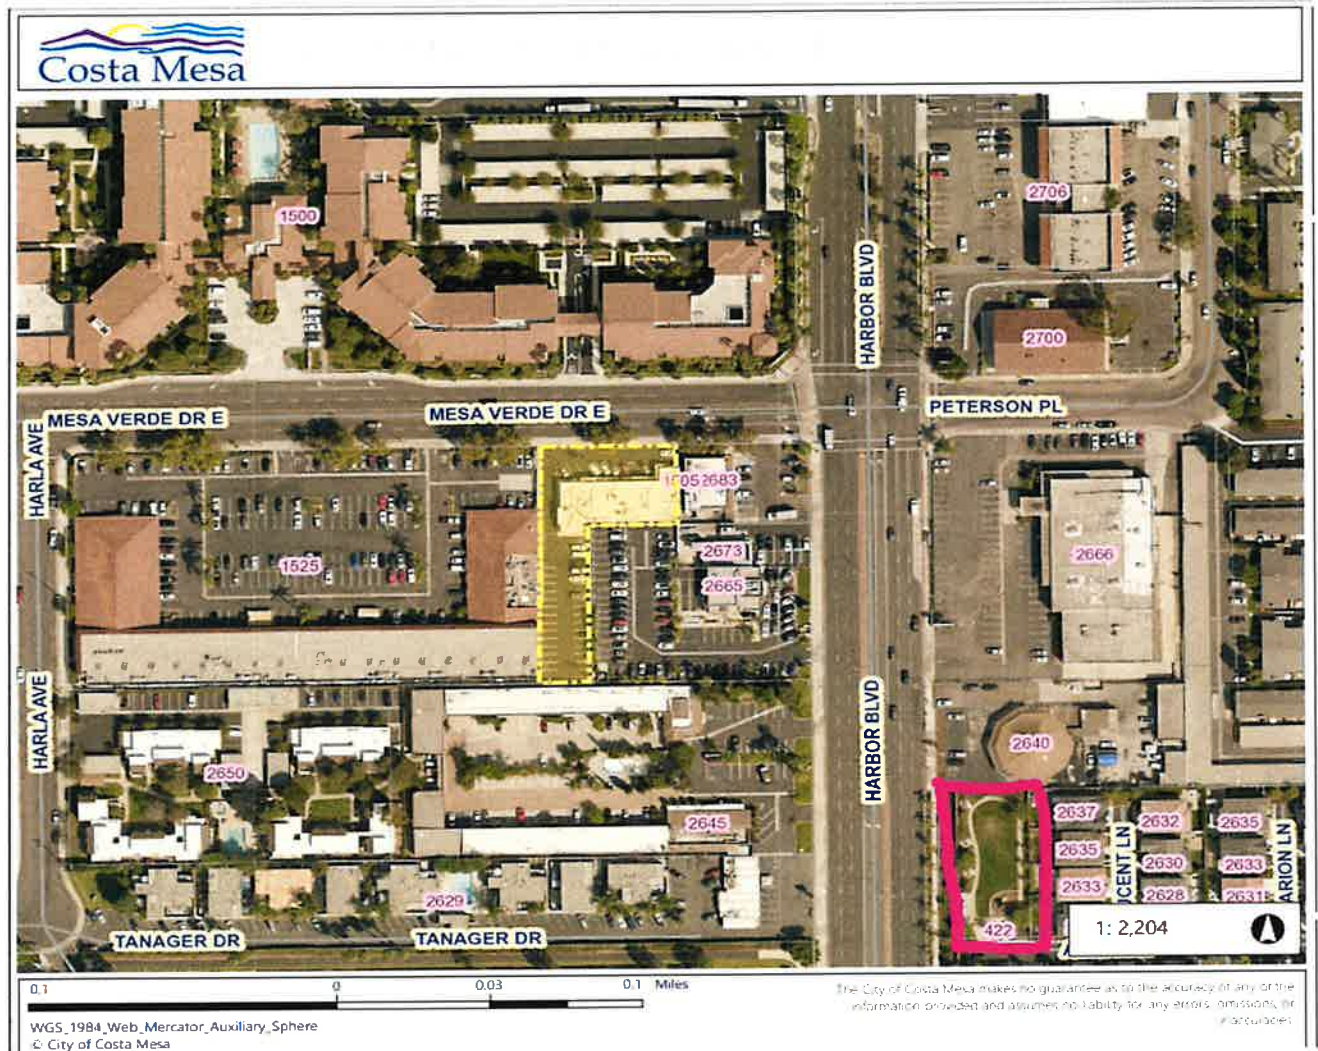 Costa Mesa
1500
2706
HARBOR BLVD
2700
MESA VERDE DR E
MESA VERDE DR E
PETERSON PL
HARLA AVE
2683
2673
2666
1525
2665
HARLA AVE
HARBOR BLVD
2650
2640
2645
2637
2632
2635
2635
2630
2633
2633
2628
2631
UCENT LN
ARION LN
2629
422
1: 2,204
TANAGER DR
TANAGER DR
0.1
0
0.03
0.1 Miles
WGS_1984_Web_Mercator_Auxiliary_Sphere
© City of Costa Mesa
The City of Costa Mesa makes no guarantee as to the accuracy of any of the
information provided and assumes no liability for any errors, omissions, or